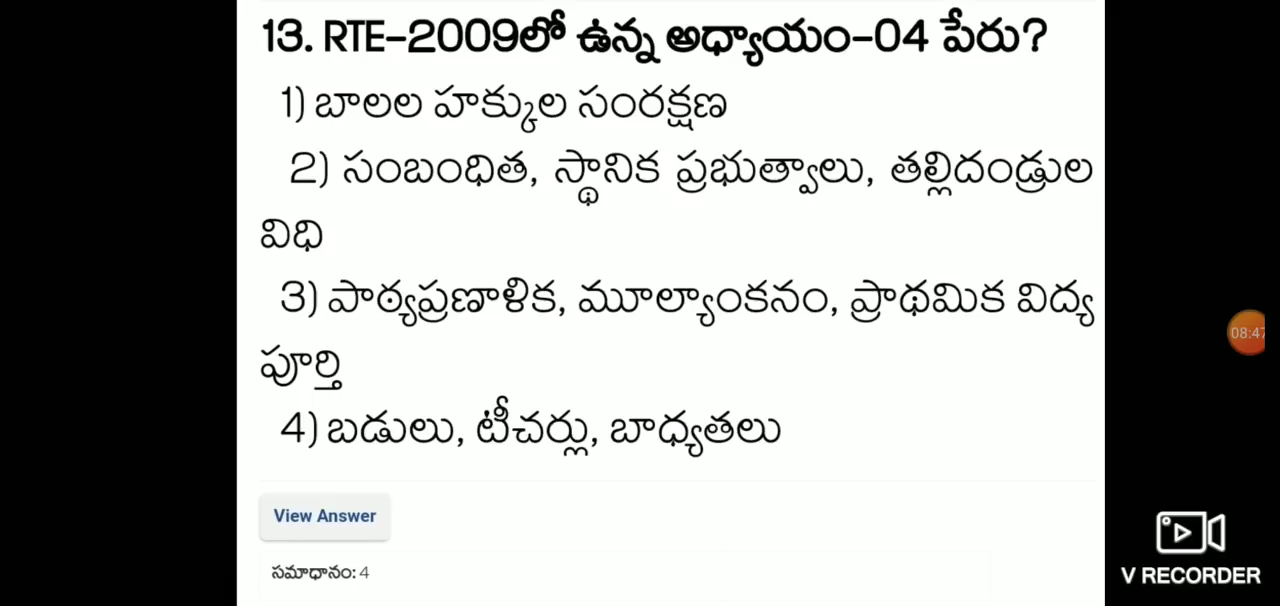 13. RTE-2009లో ఉన్న అధ్యాయం-04 పేరు?
1) బాలల హక్కుల సంరక్షణ
2) సంబంధిత, స్థానిక ప్రభుత్వాలు, తల్లిదండ్రుల
విధి
3) పాఠ్యప్రణాళిక, మూల్యాంకనం, ప్రాథమిక విద్య
పూర్తి
4) బడులు, టీచర్లు, బాధ్యతలు
08:47
View Answer
సమాధానం: 4
V RECORDER